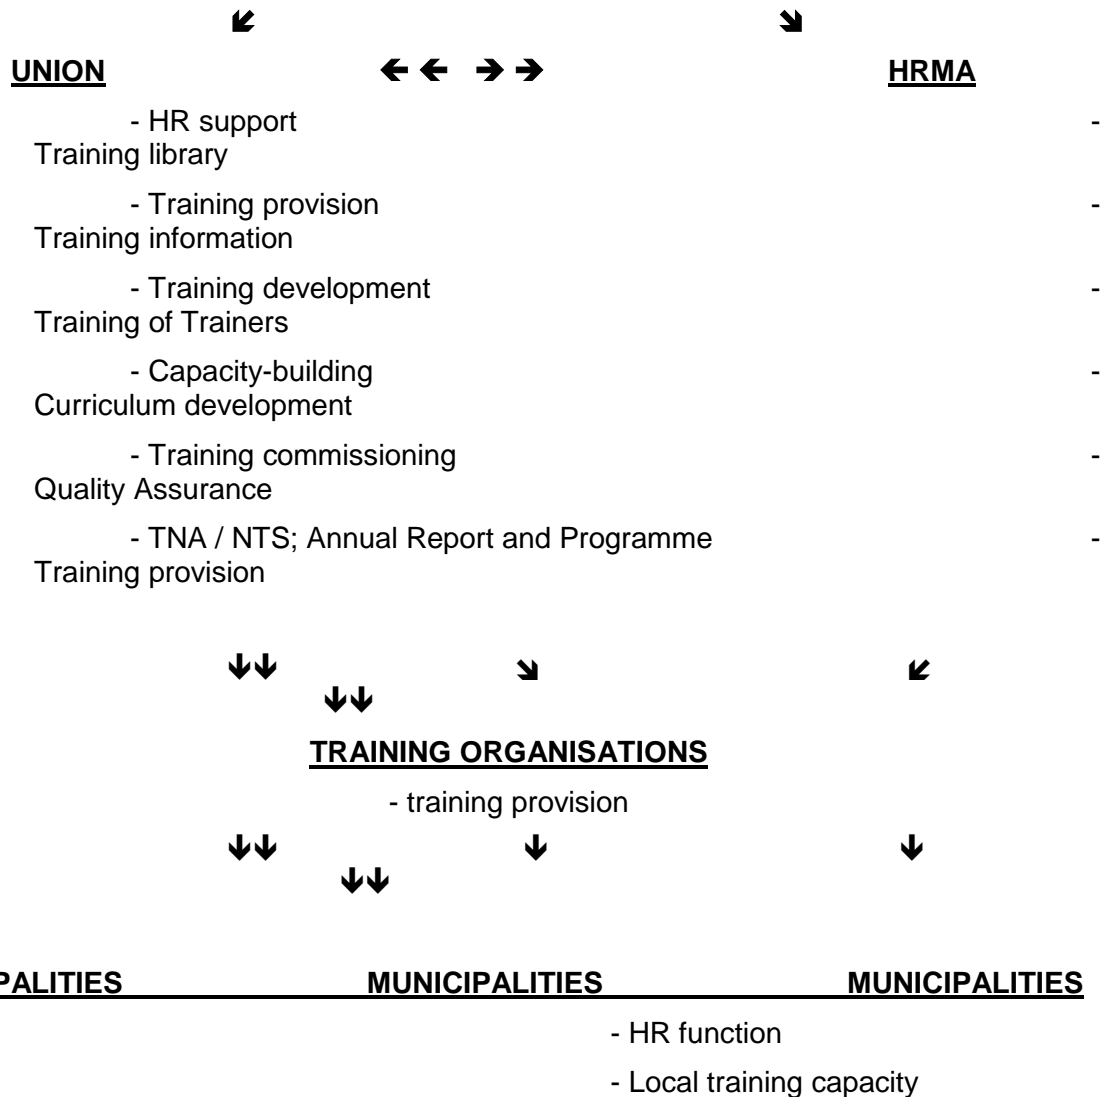 ↙ ↘
UNION ← ← → → HRMA
- HR support -
Training library
- Training provision -
Training information
- Training development -
Training of Trainers
- Capacity-building -
Curriculum development
- Training commissioning -
Quality Assurance
- TNA / NTS; Annual Report and Programme -
Training provision
↓↓ ↘ ↙
↓↓
TRAINING ORGANISATIONS
- training provision
↓↓ ↓ ↓
↓↓
PALITIES MUNICIPALITIES MUNICIPALITIES
- HR function
- Local training capacity